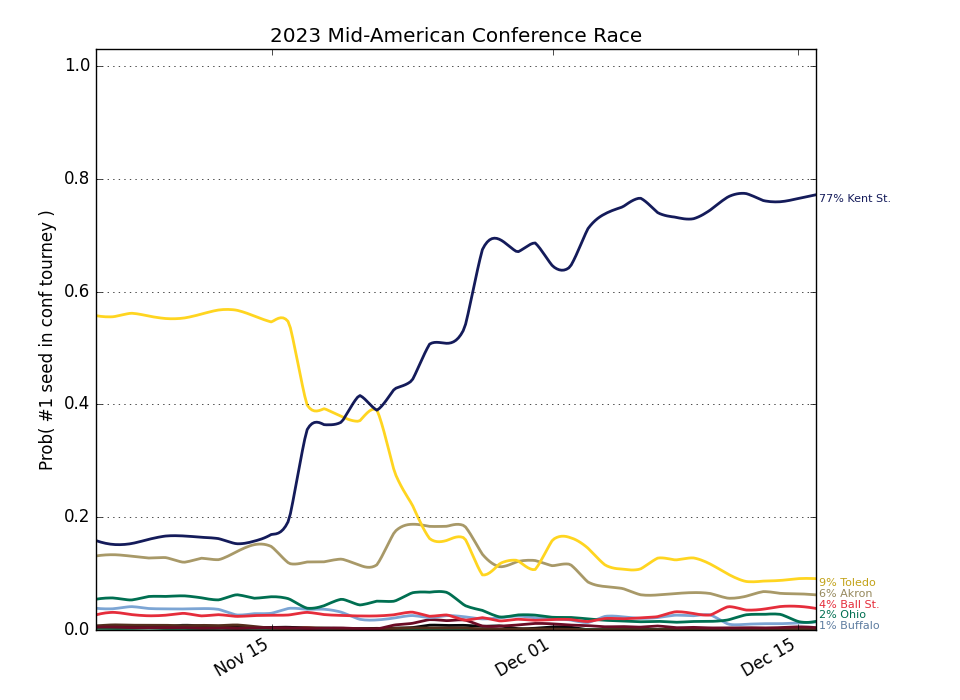 2023 Mid-American Conference Race
Prob( #1 seed in conf tourney )
1.0
0.8
0.6
0.4
0.2
0.0
77% Kent St.
9% Toledo
6% Akron
4% Ball St.
2% Ohio
1% Buffalo
Nov 15
Dec 01
Dec 15